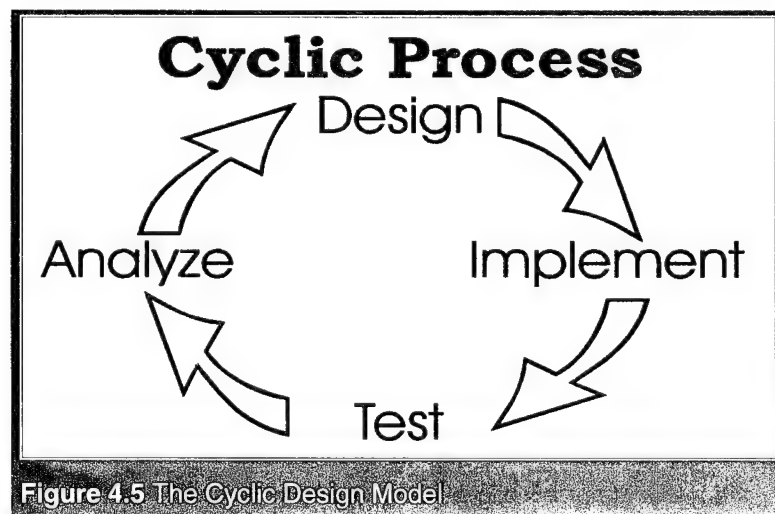 Cyclic Process
Design
Analyze
Implement
Test
Figure 4.5 The Cyclic Design Model